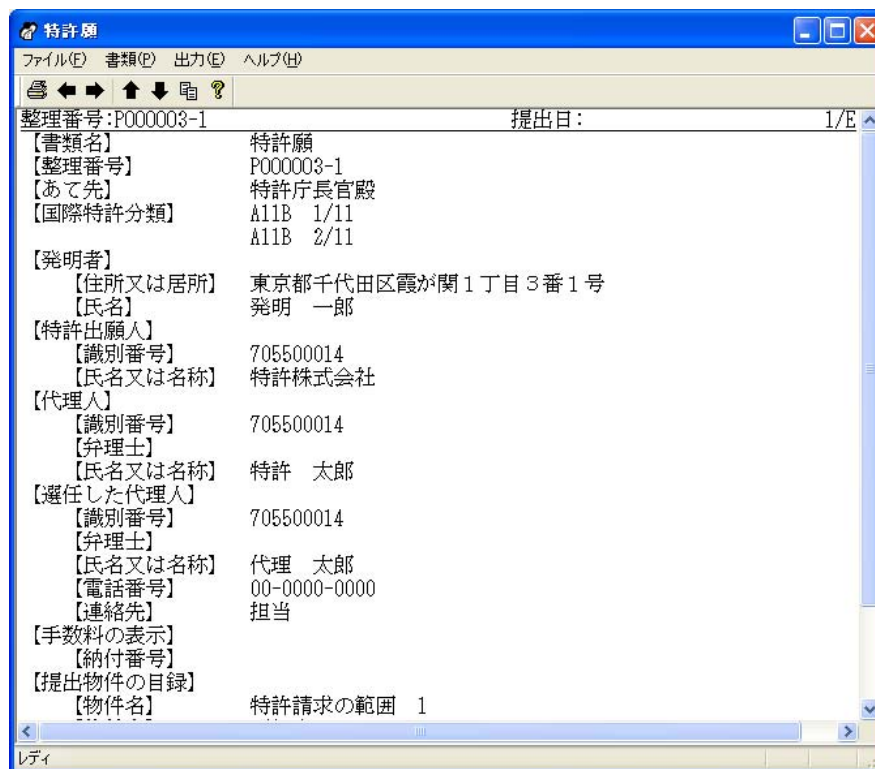 特許願
ファイル(F) 書類(P) 出力(E) ヘルプ(H)
整理番号:P000003-1 提出日: 1/E
【書類名】 特許願
【整理番号】 P000003-1
【あて先】 特許庁長官殿
【国際特許分類】 A11B 1/11
A11B 2/11
【発明者】
【住所又は居所】 東京都千代田区霞が関１丁目３番１号
【氏名】 発明 一郎
【特許出願人】
【識別番号】 705500014
【氏名又は名称】 特許株式会社
【代理人】
【識別番号】 705500014
【弁理士】
【氏名又は名称】 特許 太郎
【選任した代理人】
【識別番号】 705500014
【弁理士】
【氏名又は名称】 代理 太郎
【電話番号】 00-0000-0000
【連絡先】 担当
【手数料の表示】
【納付番号】
【提出物件の目録】
【物件名】 特許請求の範囲 1
レディ